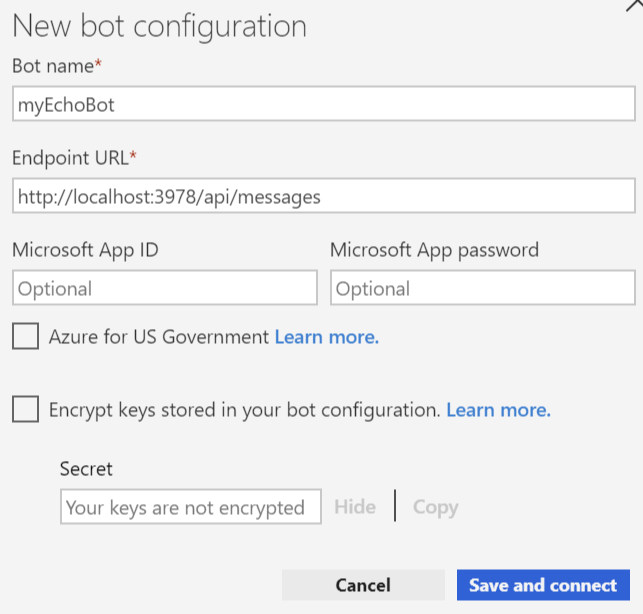 New bot configuration
Bot name*
myEchoBot
Endpoint URL*
http://localhost:3978/api/messages
Microsoft App ID Microsoft App password
Optional Optional
Azure for US Government Learn more.
Encrypt keys stored in your bot configuration. Learn more.
Secret
Your keys are not encrypted Hide | Copy
Cancel Save and connect